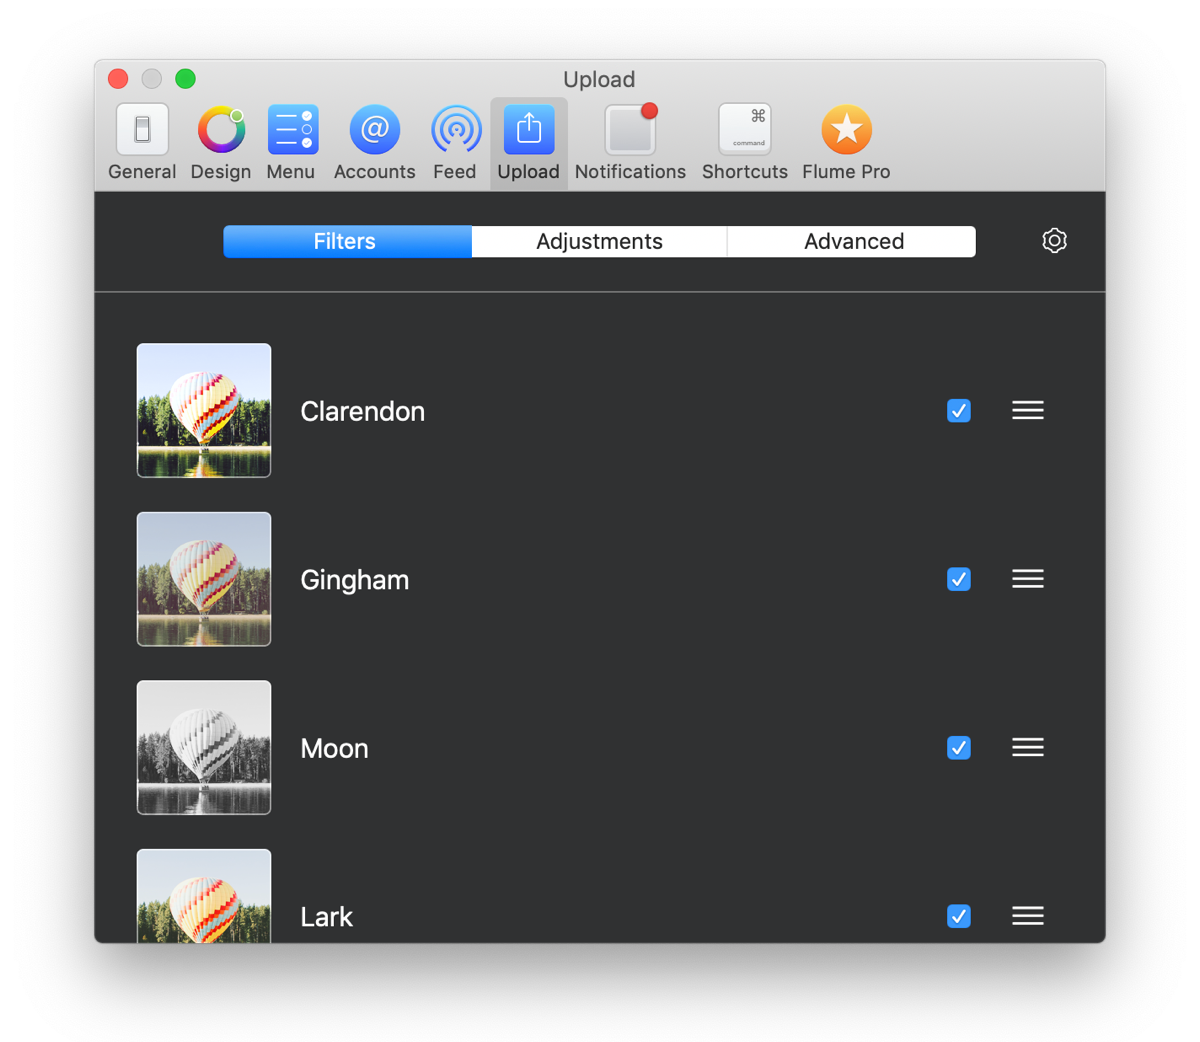 Upload
General Design Menu Accounts Feed Upload Notifications ⌘ command Shortcuts Flume Pro
Filters Adjustments Advanced
Clarendon
Gingham
Moon
Lark